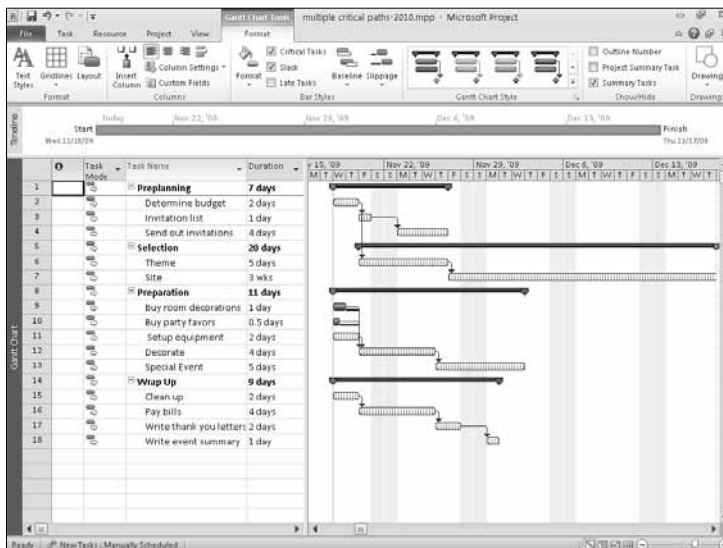 Gantt Chart Tools multiple critical paths-2010.mpp - Microsoft Project
File Task Resource Project View Format
Text Styles Gridlines Layout
Format
Insert Column Column Settings Custom Fields
Columns
Format Critical Tasks Slack Late Tasks Baseline Slippage
Bar Styles
Gantt Chart Style
Outline Number Project Summary Task Summary Tasks
Show/Hide
Drawing
Drawings
Timeline
Today Nov 22, '09 Nov 29, '09 Dec 6, '09 Dec 13, '09
Start Finish
Wed 11/18/09 Thu 12/17/09
Task Mode Task Name Duration
v 15, '09 Nov 22, '09 Nov 29, '09 Dec 6, '09 Dec 13, '09
M T W T F S S M T W T F S S M T W T F S S M T W T F S S M T W T
1 Preplanning 7 days
2 Determine budget 2 days
3 Invitation list 1 day
4 Send out invitations 4 days
5 Selection 20 days
6 Theme 5 days
7 Site 3 wks
8 Preparation 11 days
9 Buy room decorations 1 day
10 Buy party favors 0.5 days
11 Setup equipment 2 days
12 Decorate 4 days
13 Special Event 5 days
14 Wrap Up 9 days
15 Clean up 2 days
16 Pay bills 4 days
17 Write thank you letters 2 days
18 Write event summary 1 day
Gantt Chart
Ready New Tasks : Manually Scheduled